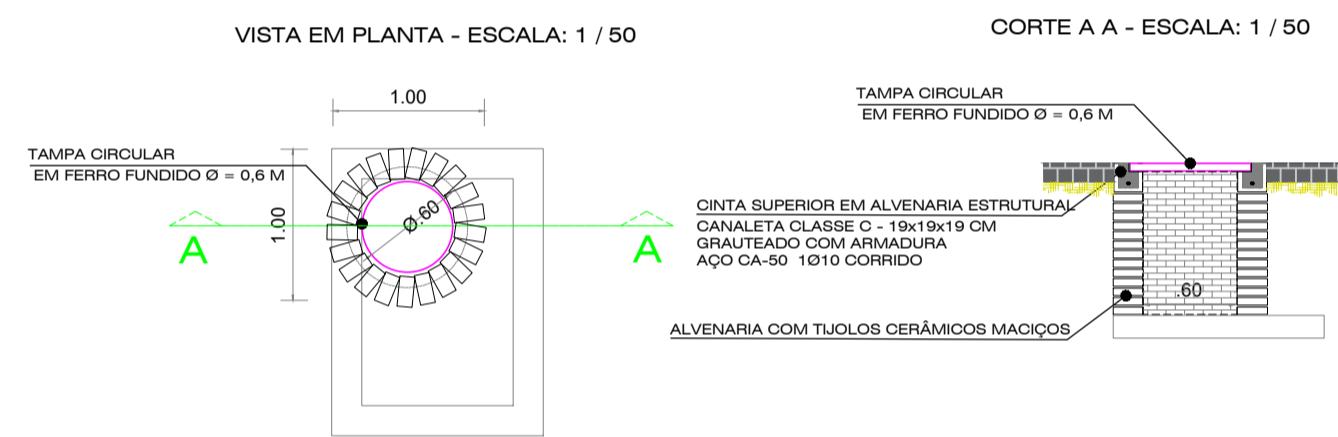 VISTA EM PLANTA - ESCALA: 1 / 50
1.00
TAMPA CIRCULAR
EM FERRO FUNDIDO Ø = 0,6 M
1.00
Ø.60
A
A
CORTE A A - ESCALA: 1 / 50
TAMPA CIRCULAR
EM FERRO FUNDIDO Ø = 0,6 M
CINTA SUPERIOR EM ALVENARIA ESTRUTURAL
CANALETA CLASSE C - 19x19x19 CM
GRAUTEADO COM ARMADURA
AÇO CA-50 1Ø10 CORRIDO
.60
ALVENARIA COM TIJOLOS CERÂMICOS MACIÇOS